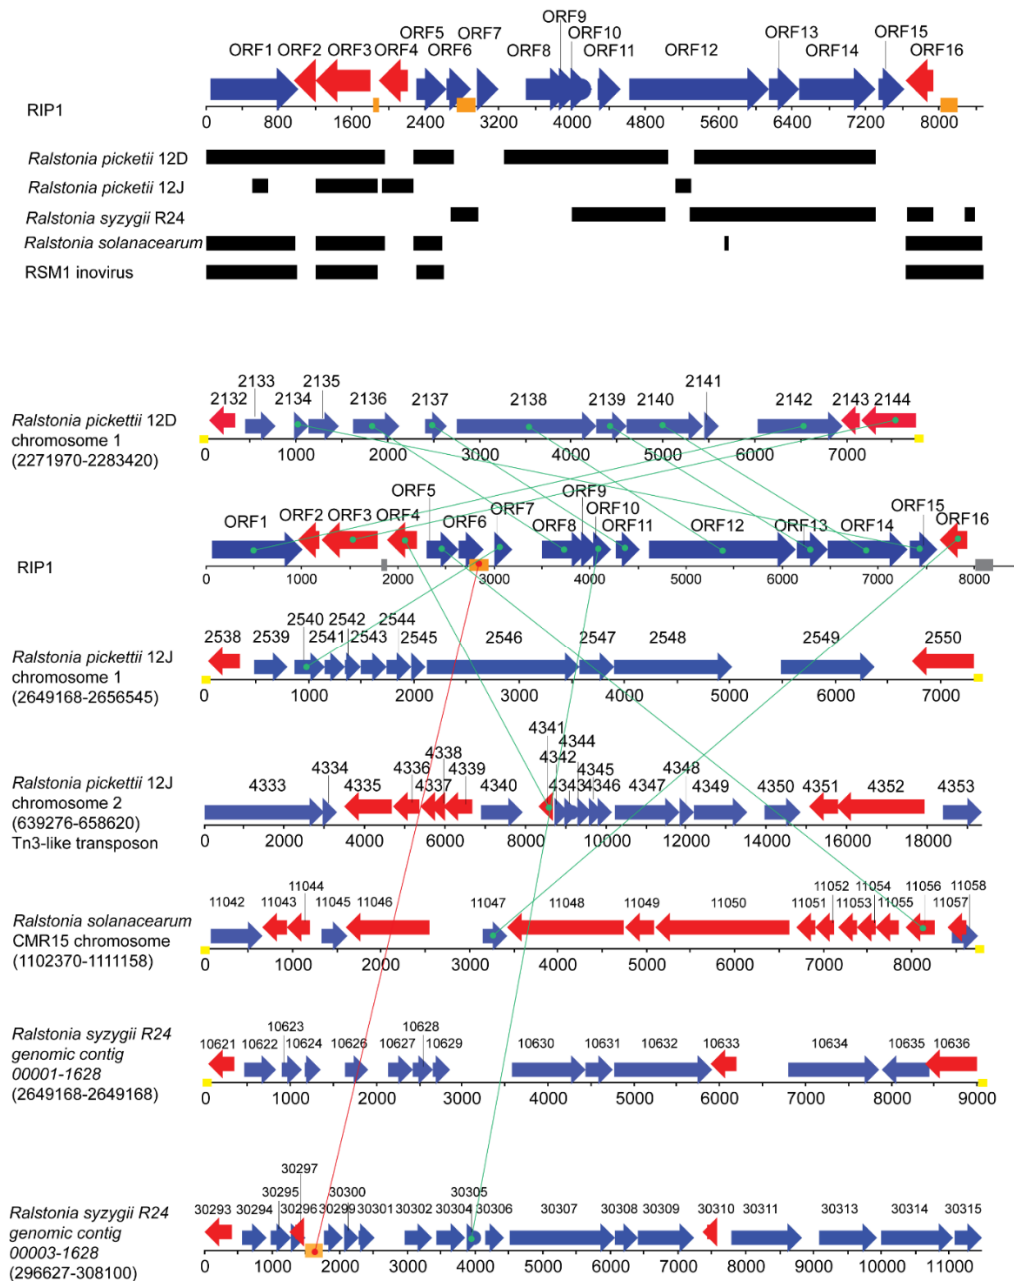 ORF9
ORF5 ORF7 ORF10 ORF13 ORF15
ORF1 ORF2 ORF3 ORF4 ORF6 ORF8 ORF11 ORF12 ORF14 ORF16
RIP1
0 800 1600 2400 3200 4000 4800 5600 6400 7200 8000
Ralstonia picketii 12D
Ralstonia picketii 12J
Ralstonia syzygii R24
Ralstonia solanacearum
RSM1 inovirus
2133 2135 2141
2132 2134 2136 2137 2138 2139 2140 2142 2143 2144
Ralstonia pickettii 12D
chromosome 1
(2271970-2283420)
0 1000 2000 3000 4000 5000 6000 7000
ORF9
ORF5 ORF7 ORF10 ORF15
ORF1 ORF2 ORF3 ORF4 ORF6 ORF8 ORF11 ORF12 ORF13 ORF14 ORF16
RIP1
0 1000 2000 3000 4000 5000 6000 7000 8000
2540 2542 2544
2538 2539 2541 2543 2545 2546 2547 2548 2549 2550
Ralstonia pickettii 12J
chromosome 1
(2649168-2656545)
0 1000 2000 3000 4000 5000 6000 7000
4341 4344
4334 4336 4338 4339 4342 4345 4348
4333 4335 4337 4340 4343 4346 4347 4349 4350 4351 4352 4353
Ralstonia pickettii 12J
chromosome 2
(639276-658620)
Tn3-like transposon
0 2000 4000 6000 8000 10000 12000 14000 16000 18000
11044 11052 11054 11056 11058
11042 11043 11045 11046 11047 11048 11049 11050 11051 11053 11055 11057
Ralstonia solanacearum
CMR15 chromosome
(1102370-1111158)
0 1000 2000 3000 4000 5000 6000 7000 8000
10623 10628
10621 10622 10624 10626 10627 10629 10630 10631 10632 10633 10634 10635 10636
Ralstonia syzygii R24
genomic contig
00001-1628
(2649168-2649168)
0 1000 2000 3000 4000 5000 6000 7000 8000 9000
30297
30295 30300 30305
30293 30294 30296 30299 30301 30302 30304 30306 30307 30308 30309 30310 30311 30313 30314 30315
Ralstonia syzygii R24
genomic contig
00003-1628
(296627-308100)
0 1000 2000 3000 4000 5000 6000 7000 8000 9000 10000 11000